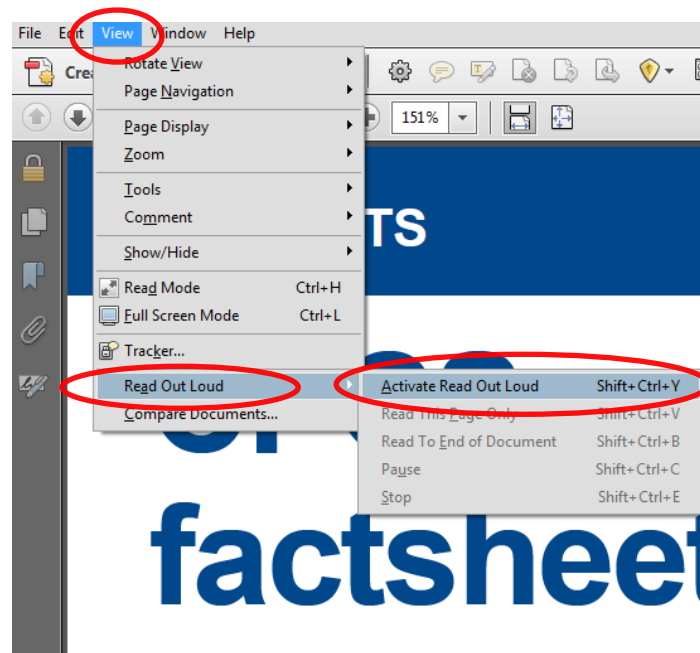 File Edit View Window Help
Rotate View
Page Navigation
151%
Page Display
Zoom
Tools
Comment
TS
Show/Hide
Read Mode Ctrl+H
Full Screen Mode Ctrl+L
Tracker...
Read Out Loud
Activate Read Out Loud Shift+Ctrl+Y
Compare Documents...
Read This Page Only Shift+Ctrl+V
Read To End of Document Shift+Ctrl+B
Pause Shift+Ctrl+C
Stop Shift+Ctrl+E
factsheet